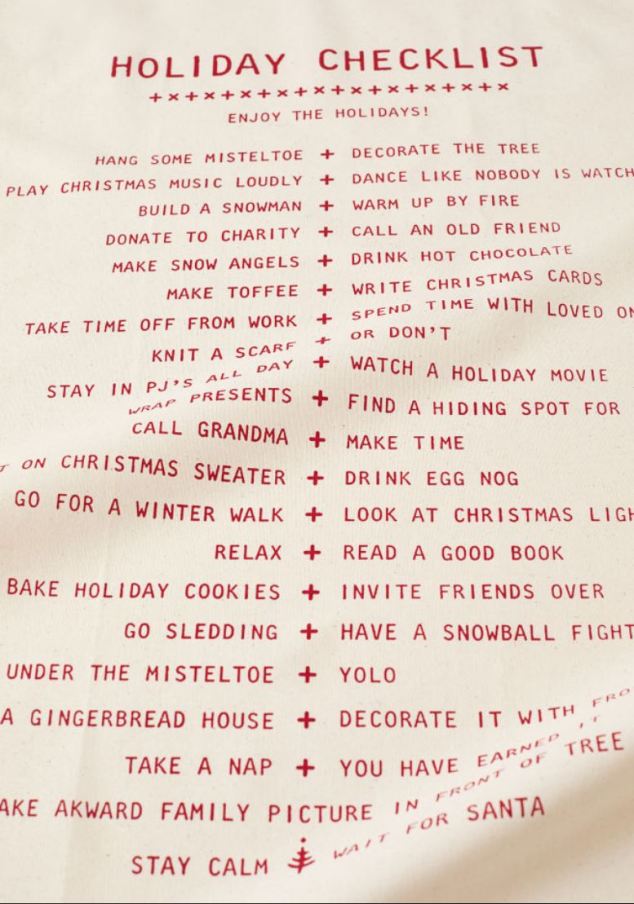 HOLIDAY CHECKLIST
+×+×+×+×+×+×+×+×+×+×+×
ENJOY THE HOLIDAYS!
HANG SOME MISTELTOE + DECORATE THE TREE
PLAY CHRISTMAS MUSIC LOUDLY + DANCE LIKE NOBODY IS WATCH
BUILD A SNOWMAN + WARM UP BY FIRE
DONATE TO CHARITY + CALL AN OLD FRIEND
MAKE SNOW ANGELS + DRINK HOT CHOCOLATE
MAKE TOFFEE + WRITE CHRISTMAS CARDS
TAKE TIME OFF FROM WORK + SPEND TIME WITH LOVED ON
KNIT A SCARF + OR DON'T
STAY IN PJ'S ALL DAY + WATCH A HOLIDAY MOVIE
WRAP PRESENTS + FIND A HIDING SPOT FOR
CALL GRANDMA + MAKE TIME
T ON CHRISTMAS SWEATER + DRINK EGG NOG
GO FOR A WINTER WALK + LOOK AT CHRISTMAS LIGH
RELAX + READ A GOOD BOOK
BAKE HOLIDAY COOKIES + INVITE FRIENDS OVER
GO SLEDDING + HAVE A SNOWBALL FIGHT
UNDER THE MISTELTOE + YOLO
A GINGERBREAD HOUSE + DECORATE IT WITH FRO
TAKE A NAP + YOU HAVE EARNED IT
AKE AKWARD FAMILY PICTURE IN FRONT OF TREE
STAY CALM WAIT FOR SANTA